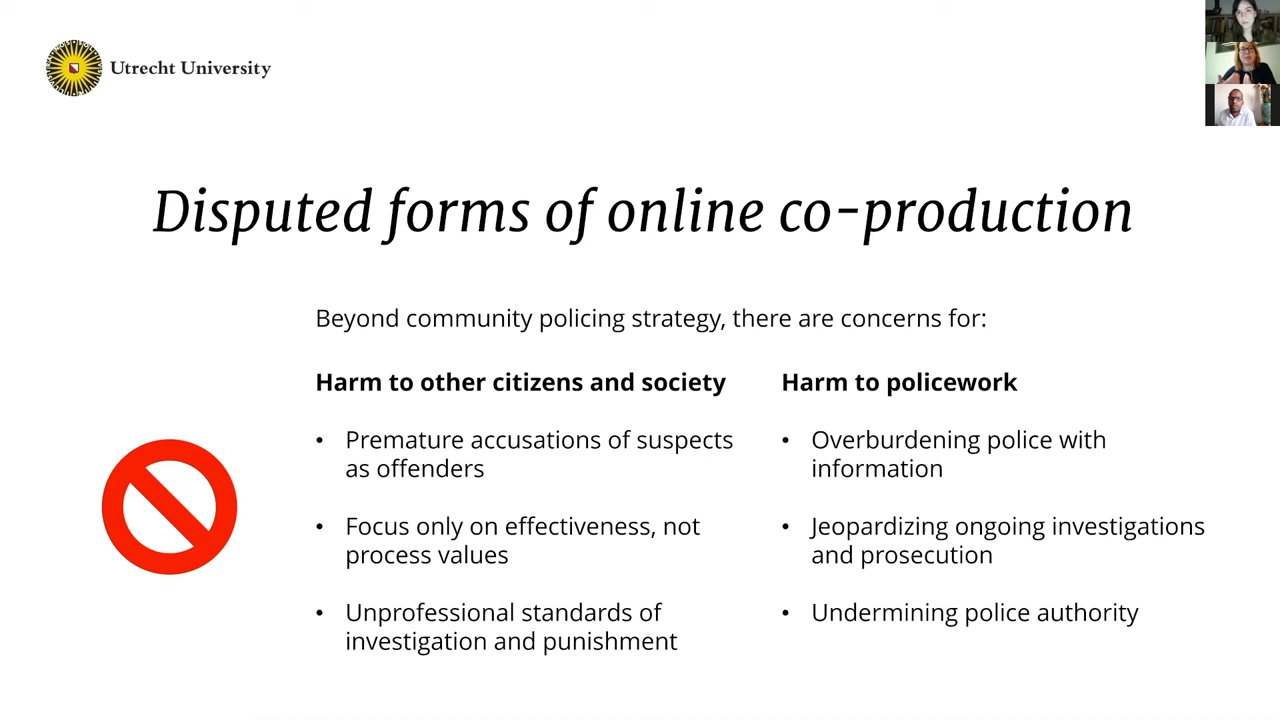 Utrecht University
Disputed forms of online co-production
Beyond community policing strategy, there are concerns for:
Harm to other citizens and society
• Premature accusations of suspects
as offenders
• Focus only on effectiveness, not
process values
• Unprofessional standards of
investigation and punishment
Harm to policework
• Overburdening police with
information
• Jeopardizing ongoing investigations
and prosecution
• Undermining police authority